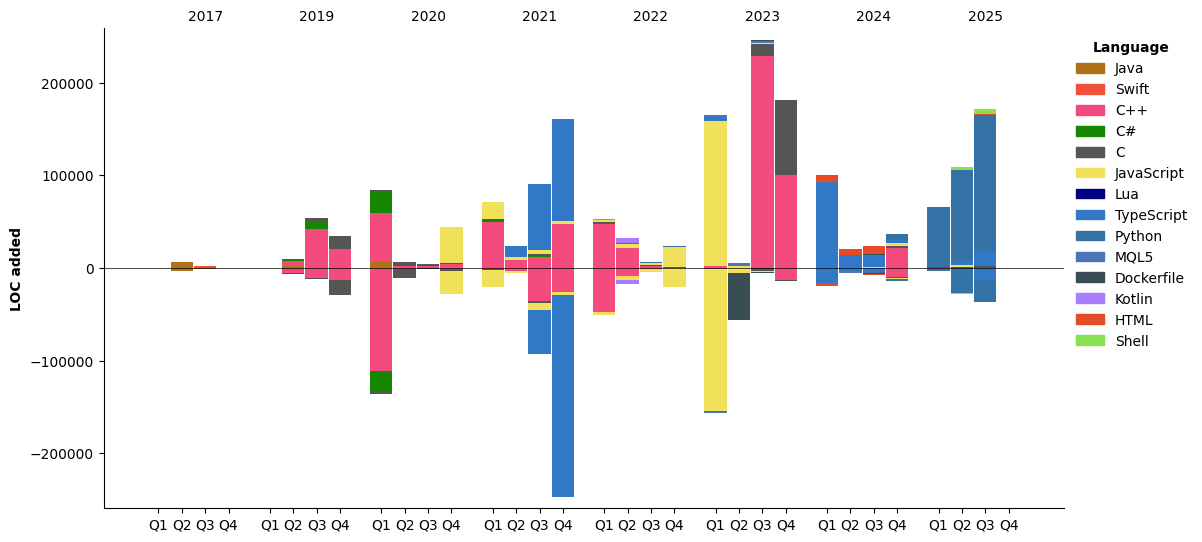 2017 2019 2020 2021 2022 2023 2024 2025
LOC added
200000
100000
0
−100000
−200000
Q1 Q2 Q3 Q4 Q1 Q2 Q3 Q4 Q1 Q2 Q3 Q4 Q1 Q2 Q3 Q4 Q1 Q2 Q3 Q4 Q1 Q2 Q3 Q4 Q1 Q2 Q3 Q4 Q1 Q2 Q3 Q4
Language
Java
Swift
C++
C#
C
JavaScript
Lua
TypeScript
Python
MQL5
Dockerfile
Kotlin
HTML
Shell